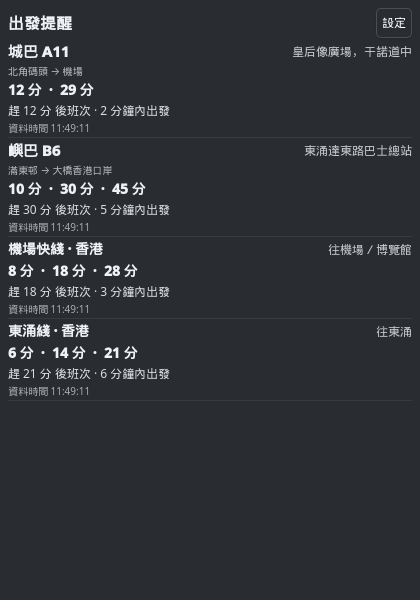 出發提醒
設定
城巴 A11
皇后像廣場，干諾道中
北角碼頭 → 機場
12 分 · 29 分
趕 12 分 後班次 · 2 分鐘內出發
資料時間 11:49:11
嶼巴 B6
東涌達東路巴士總站
滿東邨 → 大橋香港口岸
10 分 · 30 分 · 45 分
趕 30 分 後班次 · 5 分鐘內出發
資料時間 11:49:11
機場快綫 · 香港
往機場 / 博覽館
8 分 · 18 分 · 28 分
趕 18 分 後班次 · 3 分鐘內出發
資料時間 11:49:11
東涌綫 · 香港
往東涌
6 分 · 14 分 · 21 分
趕 21 分 後班次 · 6 分鐘內出發
資料時間 11:49:11